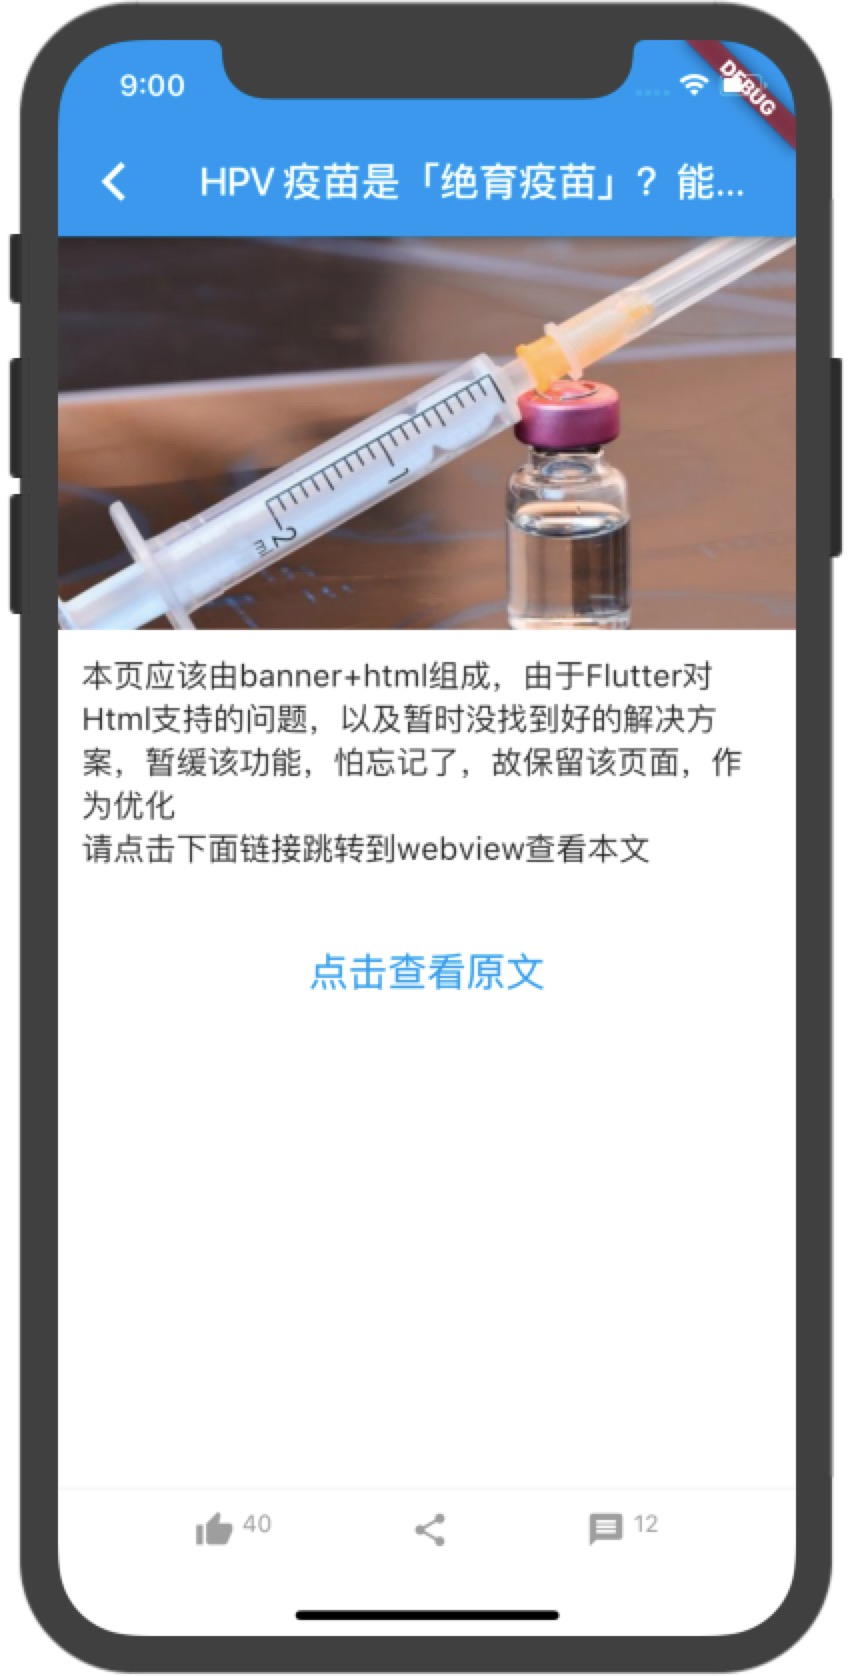 9:00
DEBUG
HPV 疫苗是「绝育疫苗」？能...
1
2
ml
本页应该由banner+html组成，由于Flutter对
Html支持的问题，以及暂时没找到好的解决方
案，暂缓该功能，怕忘记了，故保留该页面，作
为优化
请点击下面链接跳转到webview查看本文
点击查看原文
40
12